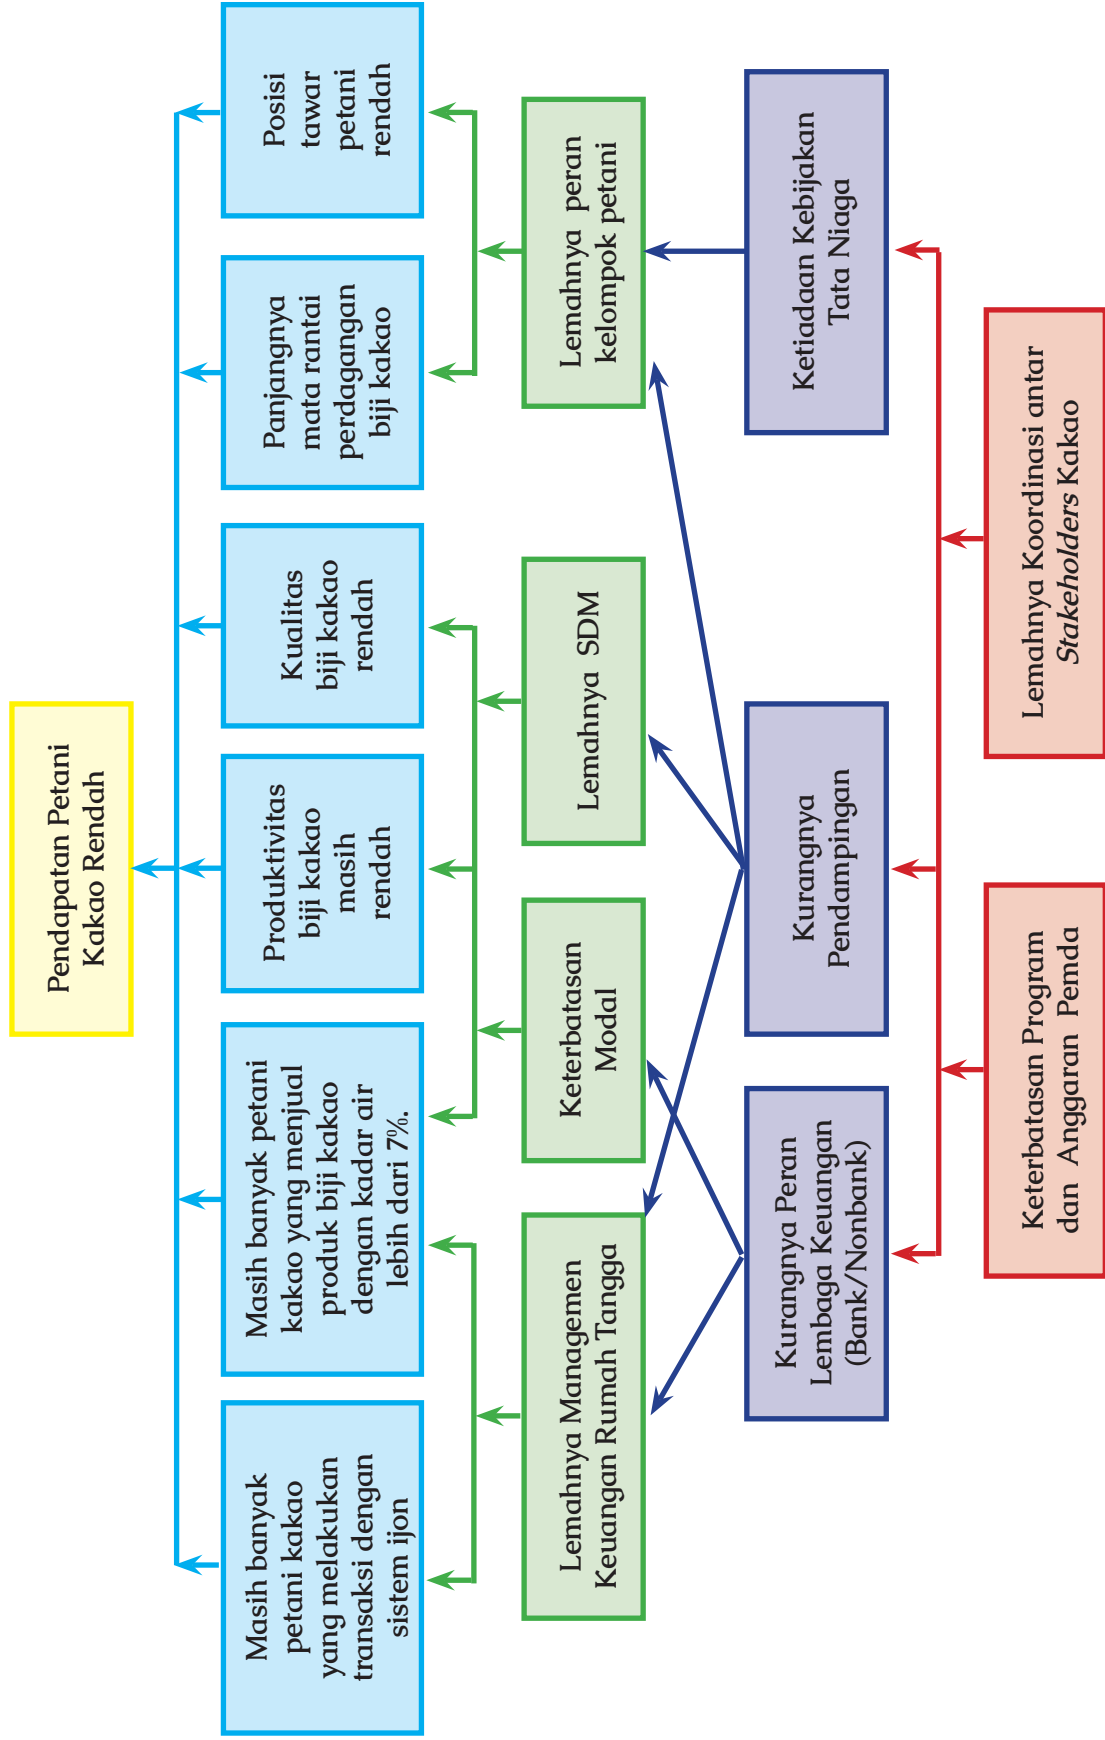 Pendapatan Petani
Kakao Rendah
Masih banyak
petani kakao
yang melakukan
transaksi dengan
sistem ijon
Masih banyak petani
kakao yang menjual
produk biji kakao
dengan kadar air
lebih dari 7%.
Produktivitas
biji kakao
masih
rendah
Kualitas
biji kakao
rendah
Panjangnya
mata rantai
perdagangan
biji kakao
Posisi
tawar
petani
rendah
Lemahnya Managemen
Keuangan Rumah Tangga
Keterbatasan
Modal
Lemahnya SDM
Lemahnya peran
kelompok petani
Kurangnya Peran
Lembaga Keuangan
(Bank/Nonbank)
Kurangnya
Pendampingan
Ketiadaan Kebijakan
Tata Niaga
Keterbatasan Program
dan Anggaran Pemda
Lemahnya Koordinasi antar
Stakeholders Kakao